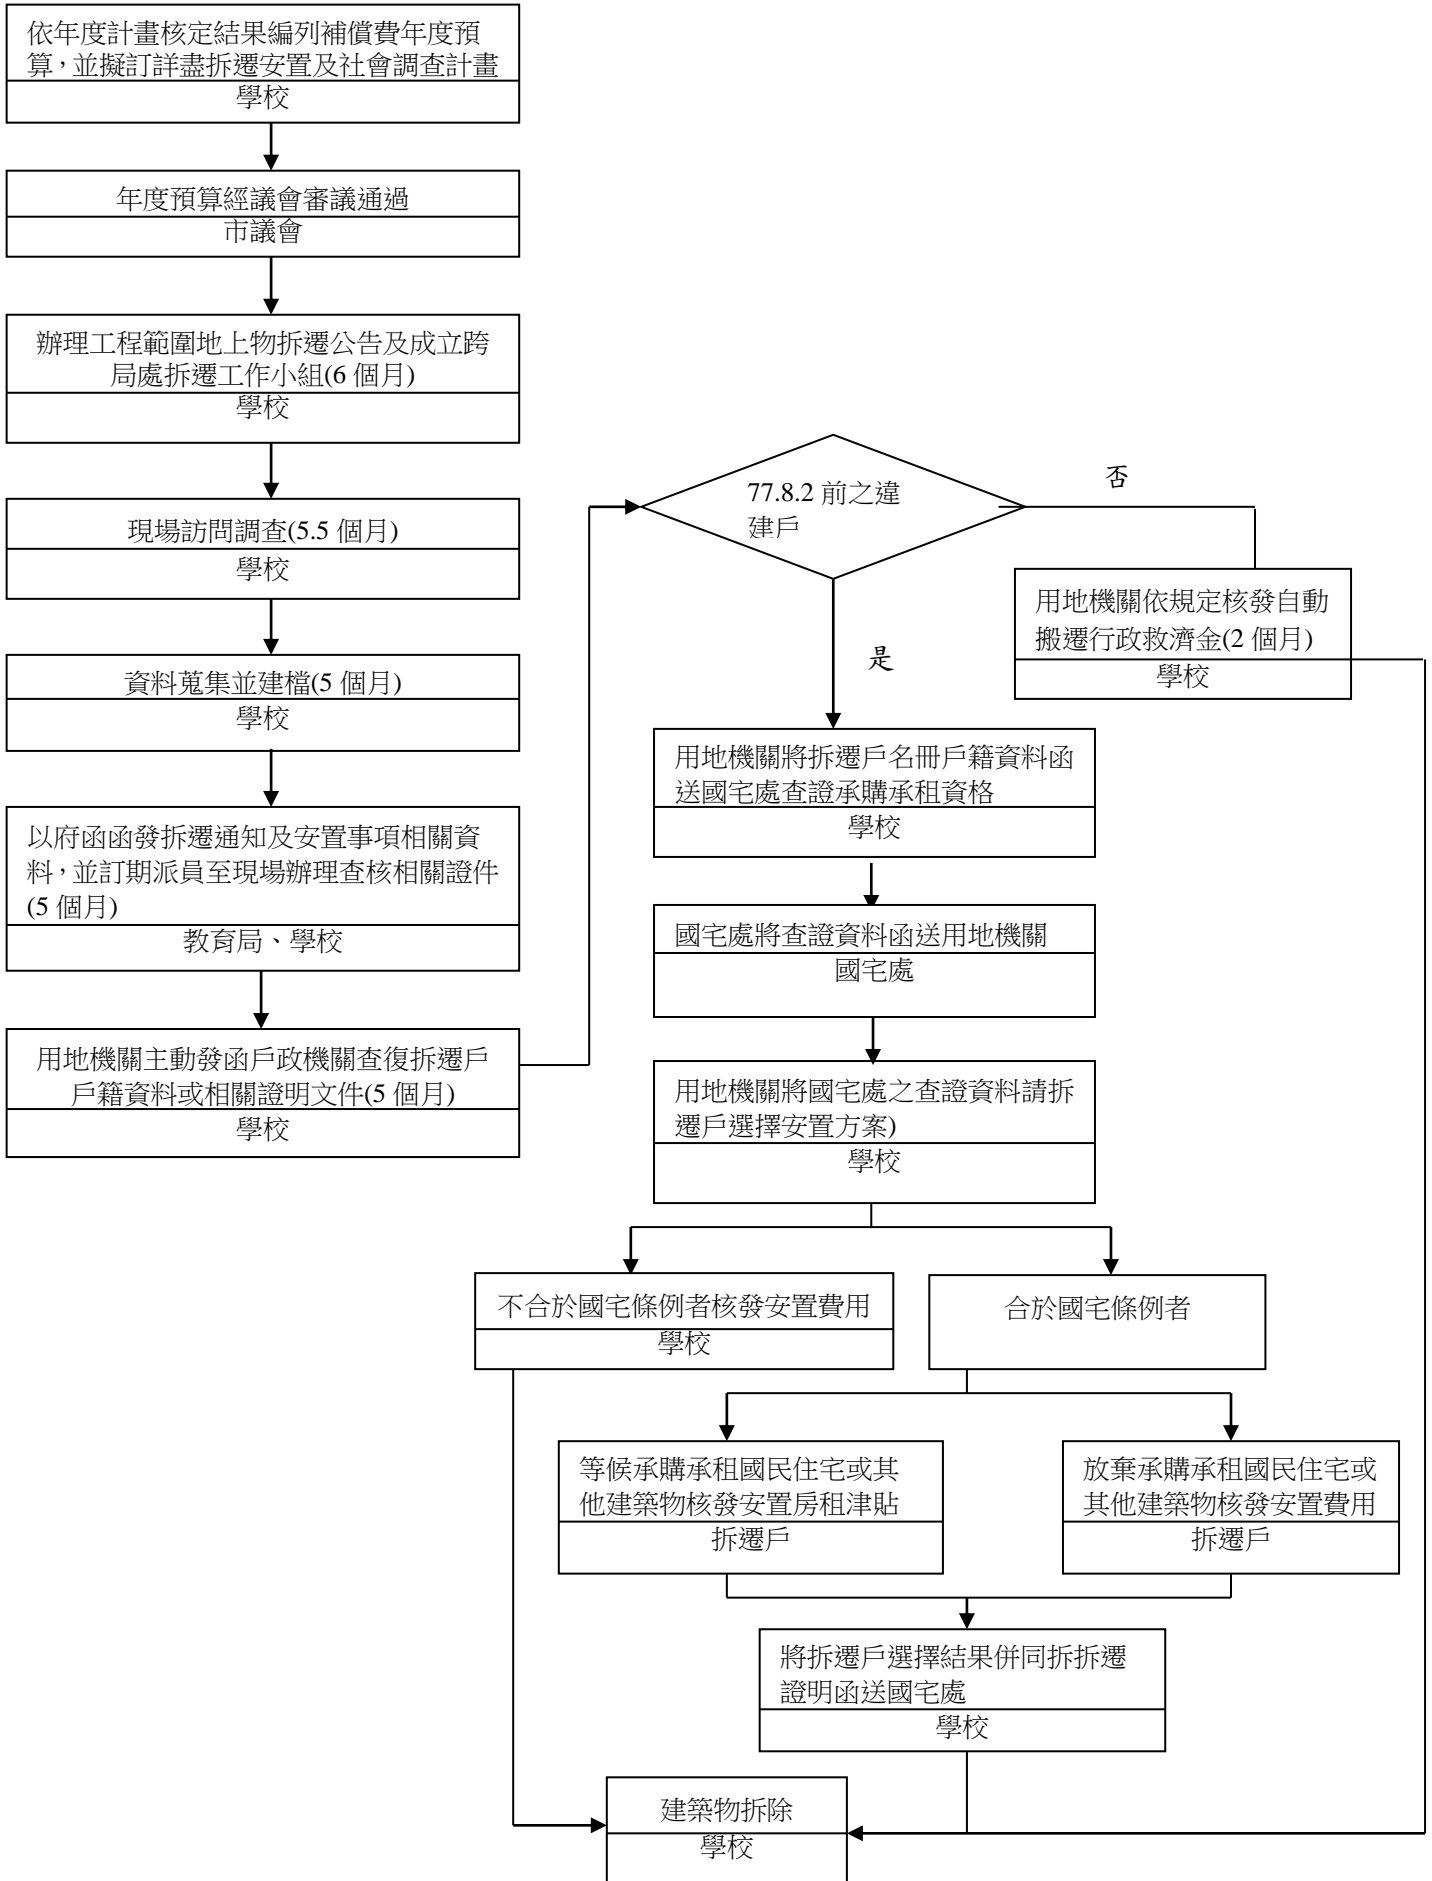 依年度計畫核定結果編列補償費年度預
算，並擬訂詳盡拆遷安置及社會調查計畫
學校
年度預算經議會審議通過
市議會
辦理工程範圍地上物拆遷公告及成立跨
局處拆遷工作小組(6 個月)
學校
現場訪問調查(5.5 個月)
學校
資料蒐集並建檔(5 個月)
學校
以府函函發拆遷通知及安置事項相關資
料，並訂期派員至現場辦理查核相關證件
(5 個月)
教育局、學校
用地機關主動發函戶政機關查復拆遷戶
戶籍資料或相關證明文件(5 個月)
學校
77.8.2 前之違
建戶
否
用地機關依規定核發自動
搬遷行政救濟金(2 個月)
學校
是
用地機關將拆遷戶名冊戶籍資料函
送國宅處查證承購承租資格
學校
國宅處將查證資料函送用地機關
國宅處
用地機關將國宅處之查證資料請拆
遷戶選擇安置方案)
學校
不合於國宅條例者核發安置費用
學校
合於國宅條例者
等候承購承租國民住宅或其
他建築物核發安置房租津貼
拆遷戶
放棄承購承租國民住宅或
其他建築物核發安置費用
拆遷戶
將拆遷戶選擇結果併同拆拆遷
證明函送國宅處
學校
建築物拆除
學校